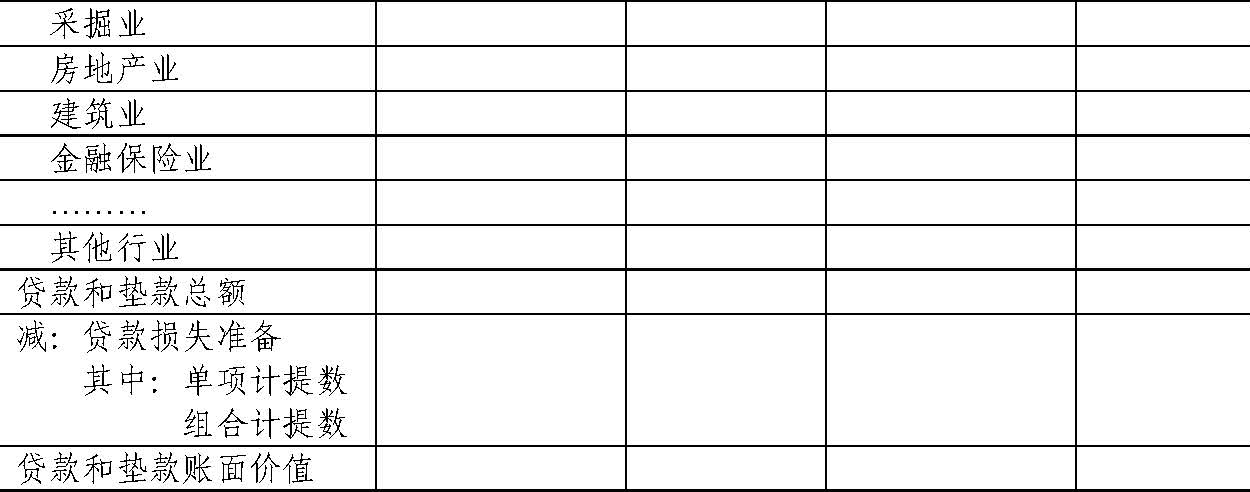 采掘业
房地产业
建筑业
金融保险业
………
其他行业
贷款和垫款总额
减：贷款损失准备
其中：单项计提数
组合计提数
贷款和垫款账面价值